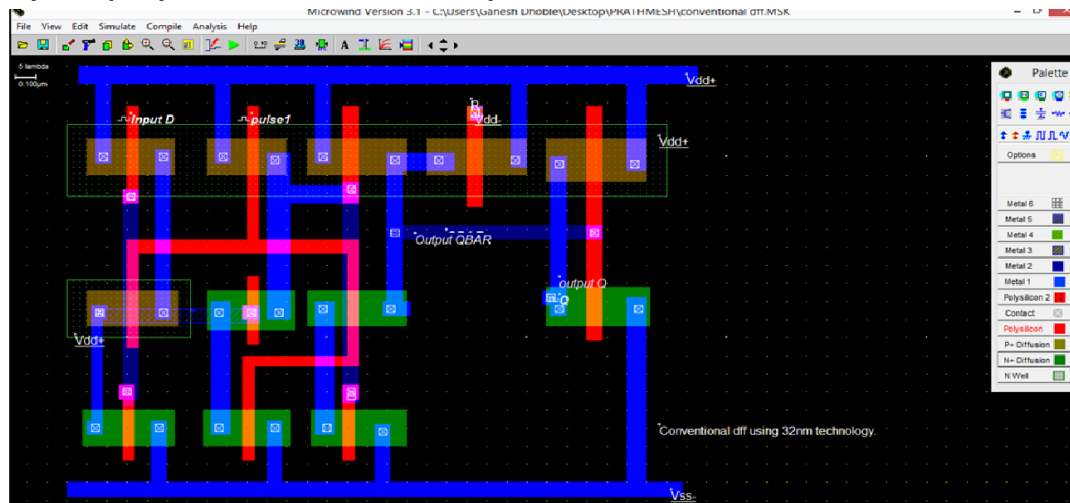 Microwind Version 3.1 - C:\Users\Ganesh Dhoble\Desktop\PRATHMESH\conventional dff.MSK
File View Edit Simulate Compile Analysis Help
5 lambda
0.100µm
Vdd+
Input D
pulse1
Vdd-
Vdd+
Output QBAR
output Q
Q
Vdd+
Conventional dff using 32nm technology.
Vss-
Palette
Options
Metal 6
Metal 5
Metal 4
Metal 3
Metal 2
Metal 1
Polysilicon 2
Contact
Polysilicon
P+ Diffusion
N+ Diffusion
N Well